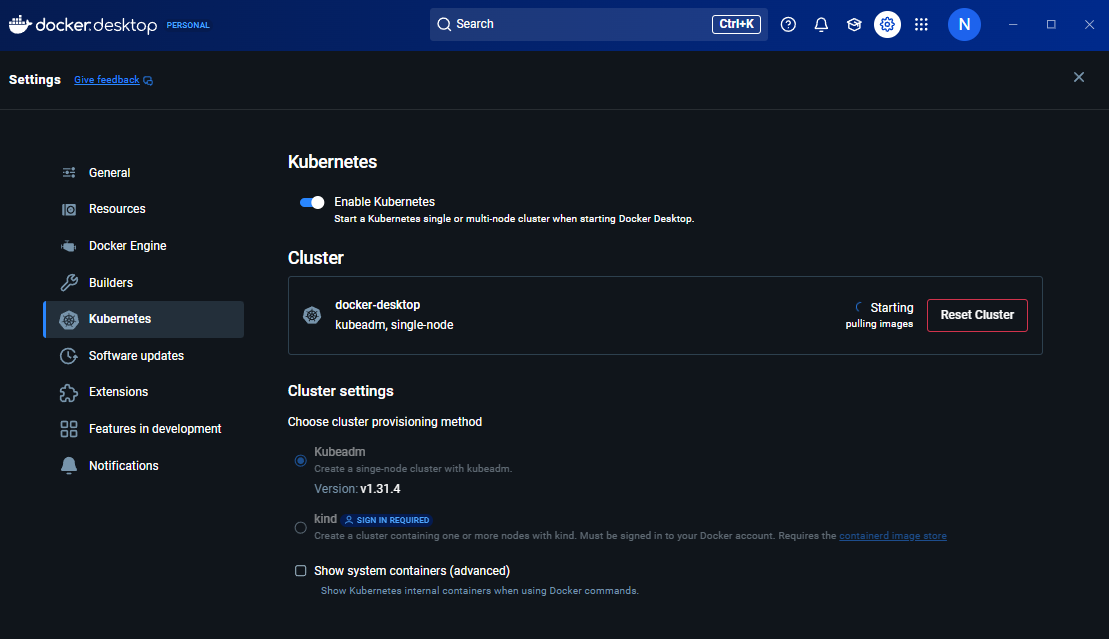 docker.desktop PERSONAL
Search
Ctrl+K
N
Settings
Give feedback
General
Resources
Docker Engine
Builders
Kubernetes
Software updates
Extensions
Features in development
Notifications
Kubernetes
Enable Kubernetes
Start a Kubernetes single or multi-node cluster when starting Docker Desktop.
Cluster
docker-desktop
kubeadm, single-node
Starting
pulling images
Reset Cluster
Cluster settings
Choose cluster provisioning method
Kubeadm
Create a singe-node cluster with kubeadm.
Version: v1.31.4
kind SIGN IN REQUIRED
Create a cluster containing one or more nodes with kind. Must be signed in to your Docker account. Requires the containerd image store
Show system containers (advanced)
Show Kubernetes internal containers when using Docker commands.